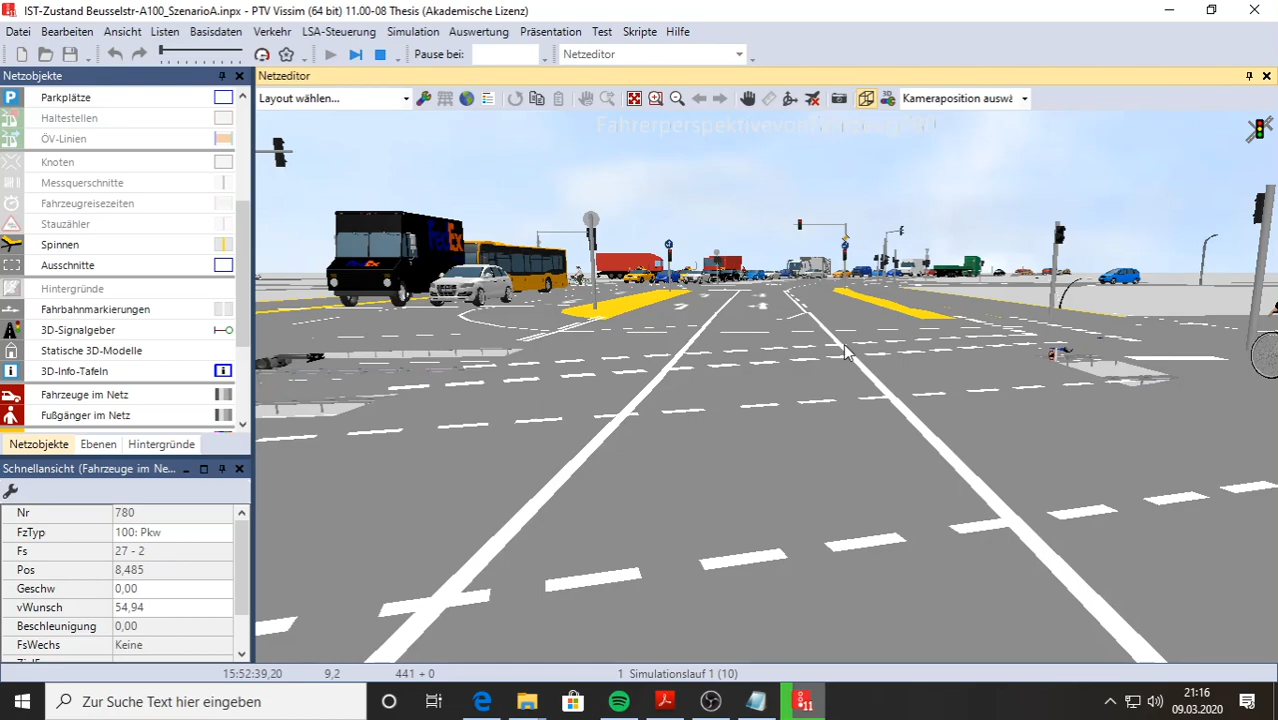 IST-Zustand Beusselstr-A100_SzenarioA.inpx - PTV Vissim (64 bit) 11.00-08 Thesis (Akademische Lizenz)
Datei Bearbeiten Ansicht Listen Basisdaten Verkehr LSA-Steuerung Simulation Auswertung Präsentation Test Skripte Hilfe
Pause bei: Netzeditor
Netzobjekte
Netzeditor
Layout wählen...
Kameraposition auswä
Parkplätze
Haltestellen
ÖV-Linien
Knoten
Messquerschnitte
Fahrzeugreisezeiten
Stauzähler
Spinnen
Ausschnitte
Hintergründe
Fahrbahnmarkierungen
3D-Signalgeber
Statische 3D-Modelle
3D-Info-Tafeln
Fahrzeuge im Netz
Fußgänger im Netz
Netzobjekte Ebenen Hintergründe
Schnellansicht (Fahrzeuge im Ne...
Nr 780
FzTyp 100: Pkw
Fs 27 - 2
Pos 8,485
Geschw 0,00
vWunsch 54,94
Beschleunigung 0,00
FsWechs Keine
FedEx
15:52:39,20 9,2 441 + 0 1 Simulationslauf 1 (10)
Zur Suche Text hier eingeben
11
21:16
09.03.2020